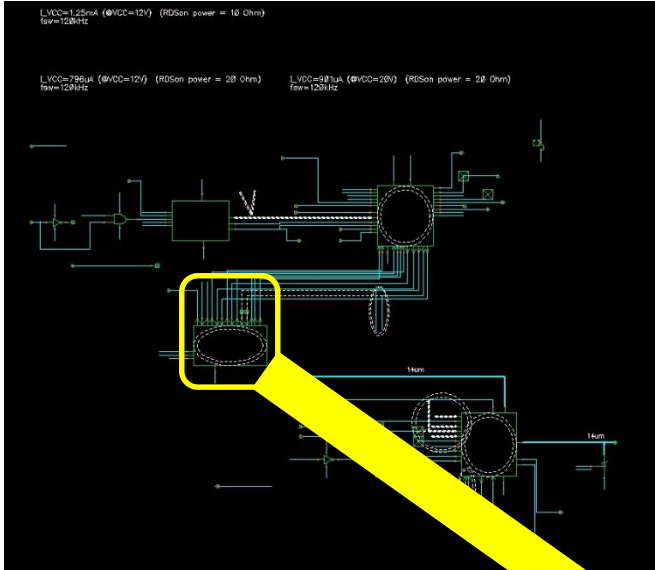 I_VCC=1.25mA (@VCC=12V) (RDSon power = 10 Ohm)
fsw=120kHz
I_VCC=796uA (@VCC=12V) (RDSon power = 20 Ohm)
fsw=120kHz
I_VCC=901uA (@VCC=20V) (RDSon power = 20 Ohm)
fsw=120kHz
14um
14um